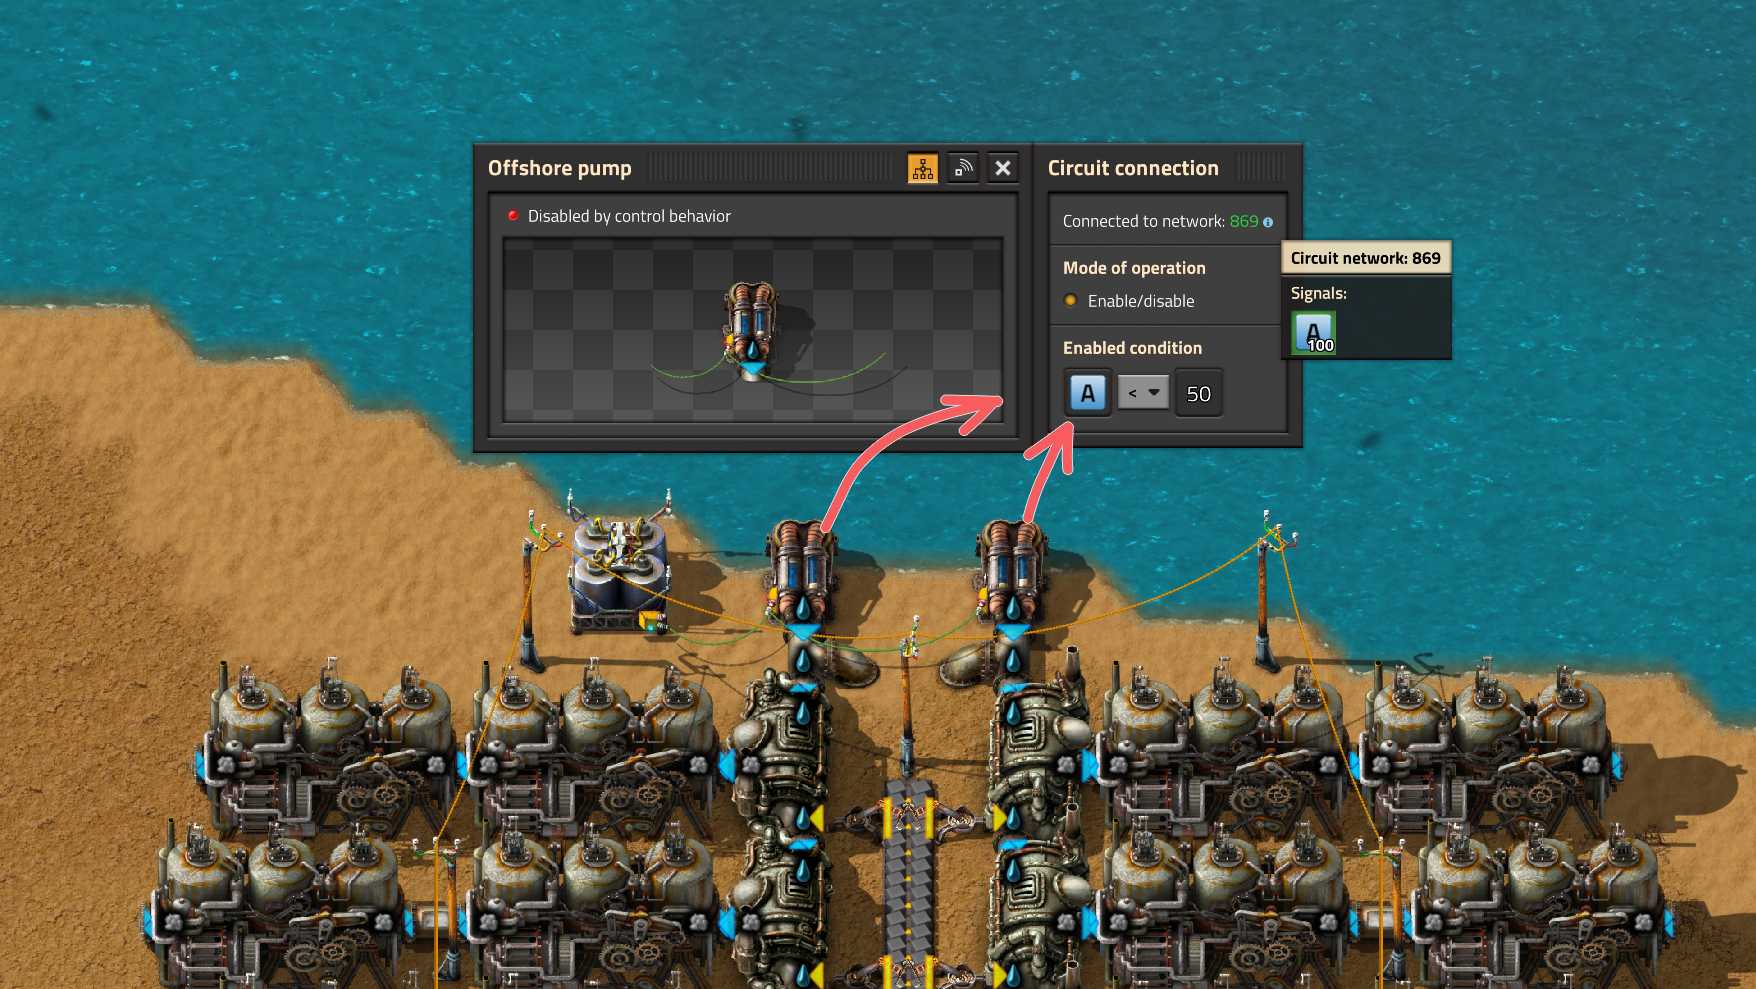 Offshore pump
Disabled by control behavior
Circuit connection
Connected to network: 869
Mode of operation
Enable/disable
Enabled condition
A < 50
Circuit network: 869
Signals:
A
100